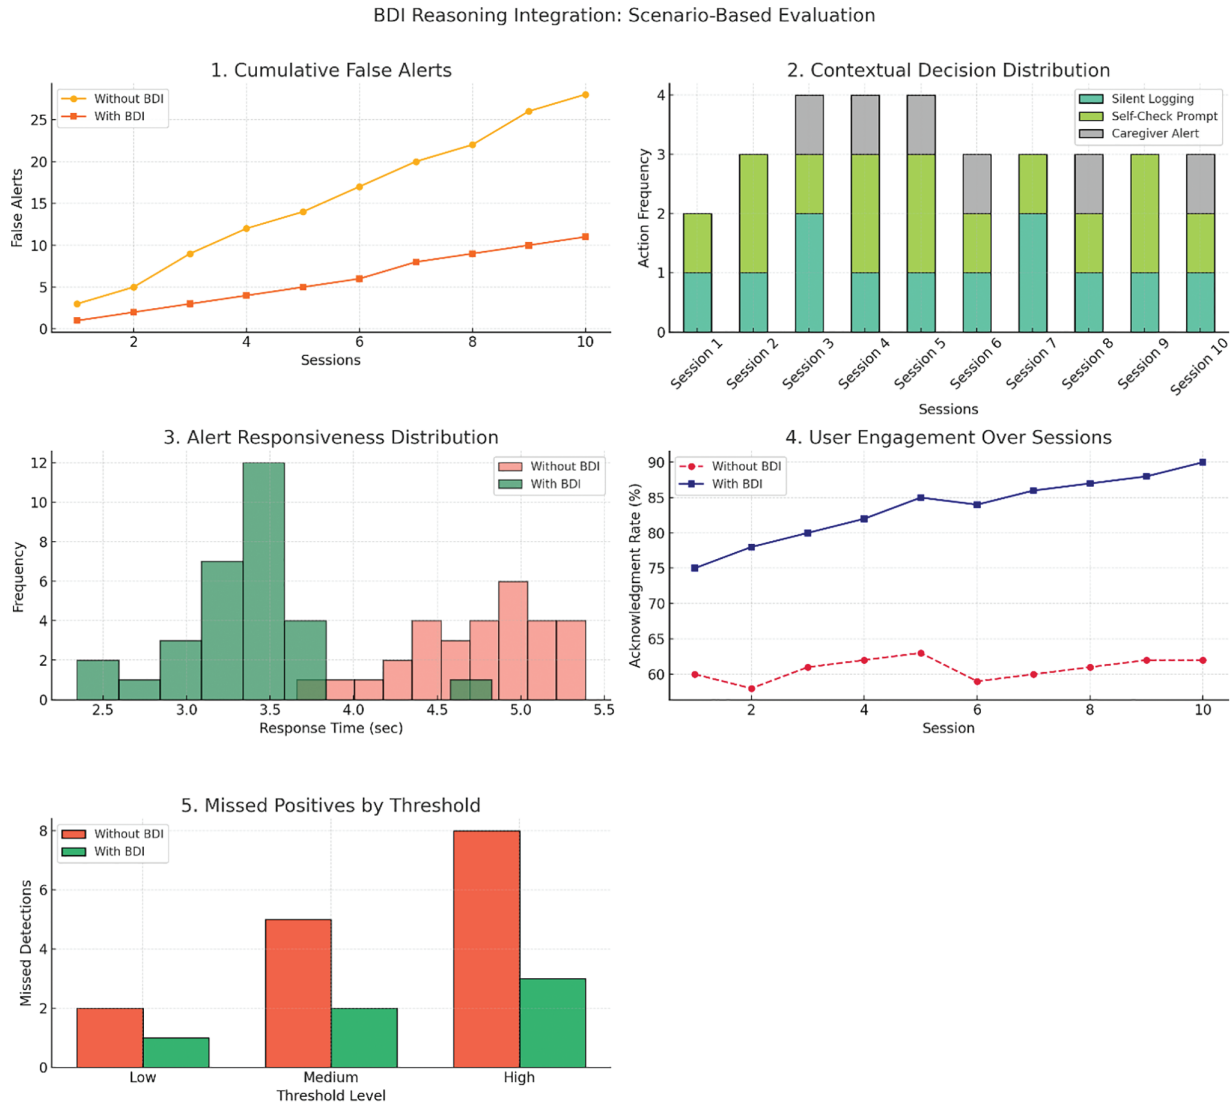 BDI Reasoning Integration: Scenario-Based Evaluation
1. Cumulative False Alerts
Without BDI
With BDI
False Alerts
25
20
15
10
5
0
2
4
6
8
10
Sessions
2. Contextual Decision Distribution
Silent Logging
Self-Check Prompt
Caregiver Alert
Action Frequency
4
3
2
1
0
Session 1
Session 2
Session 3
Session 4
Session 5
Session 6
Session 7
Session 8
Session 9
Session 10
Sessions
3. Alert Responsiveness Distribution
Without BDI
With BDI
Frequency
12
10
8
6
4
2
0
2.5
3.0
3.5
4.0
4.5
5.0
5.5
Response Time (sec)
4. User Engagement Over Sessions
Without BDI
With BDI
Acknowledgment Rate (%)
90
85
80
75
70
65
60
2
4
6
8
10
Session
5. Missed Positives by Threshold
Without BDI
With BDI
Missed Detections
8
6
4
2
0
Low
Medium
High
Threshold Level